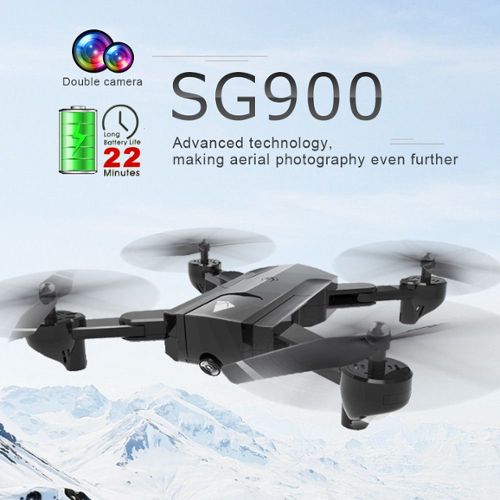 Double camera
SG900
Long
Battery Life
22
Minutes
Advanced technology,
making aerial photography even further